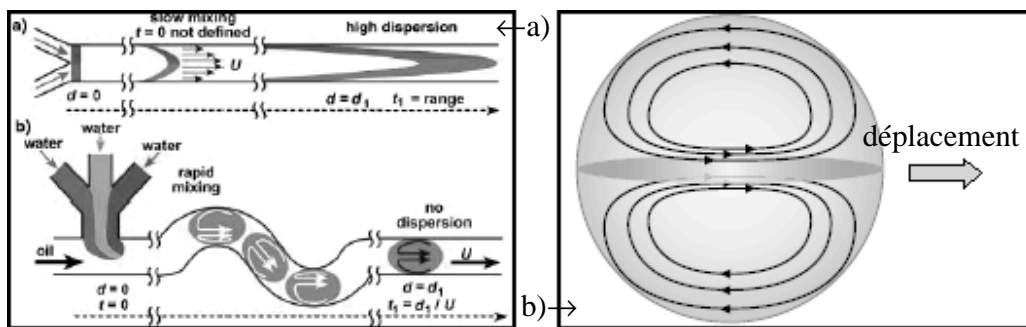 a)
slow mixing
t = 0 not defined
high dispersion
U
d = 0
d = d₁ t₁ = range
b)
water
water
water
rapid
mixing
oil
no
dispersion
U
d = 0
t = 0
d = d₁
t₁ = d₁ / U
←a)
b)→
déplacement